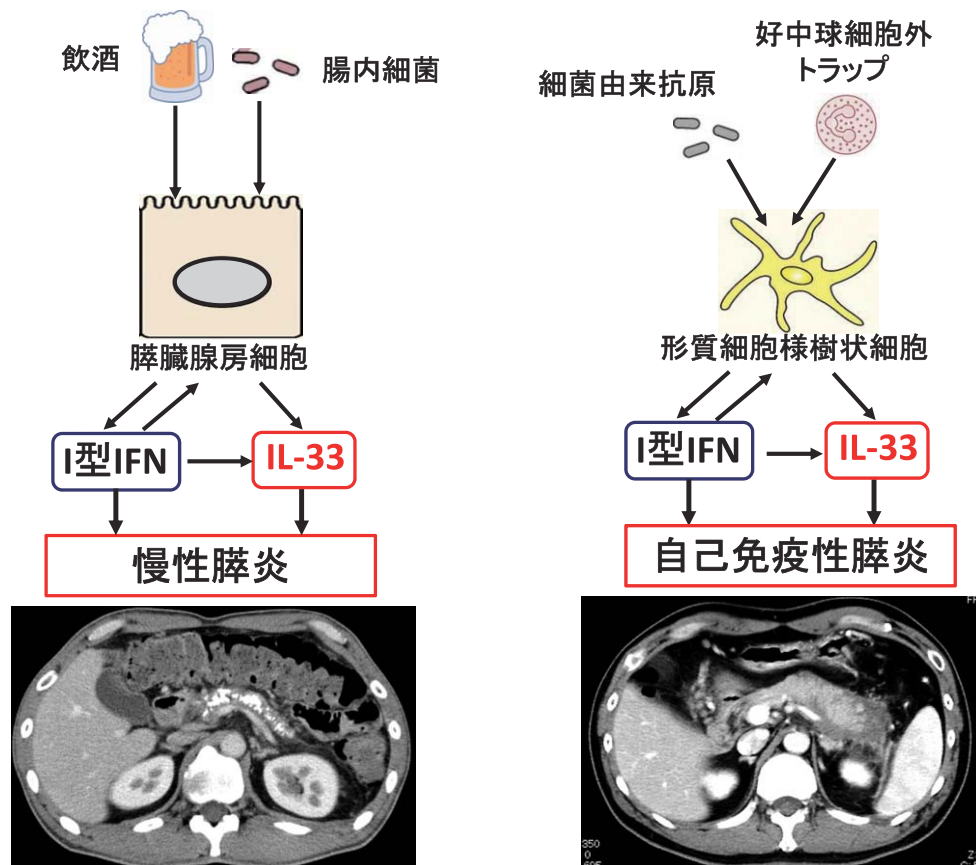 飲酒
腸内細菌
膵臓腺房細胞
I型IFN
IL-33
慢性膵炎
好中球細胞外
トラップ
細菌由来抗原
形質細胞様樹状細胞
I型IFN
IL-33
自己免疫性膵炎
350
0